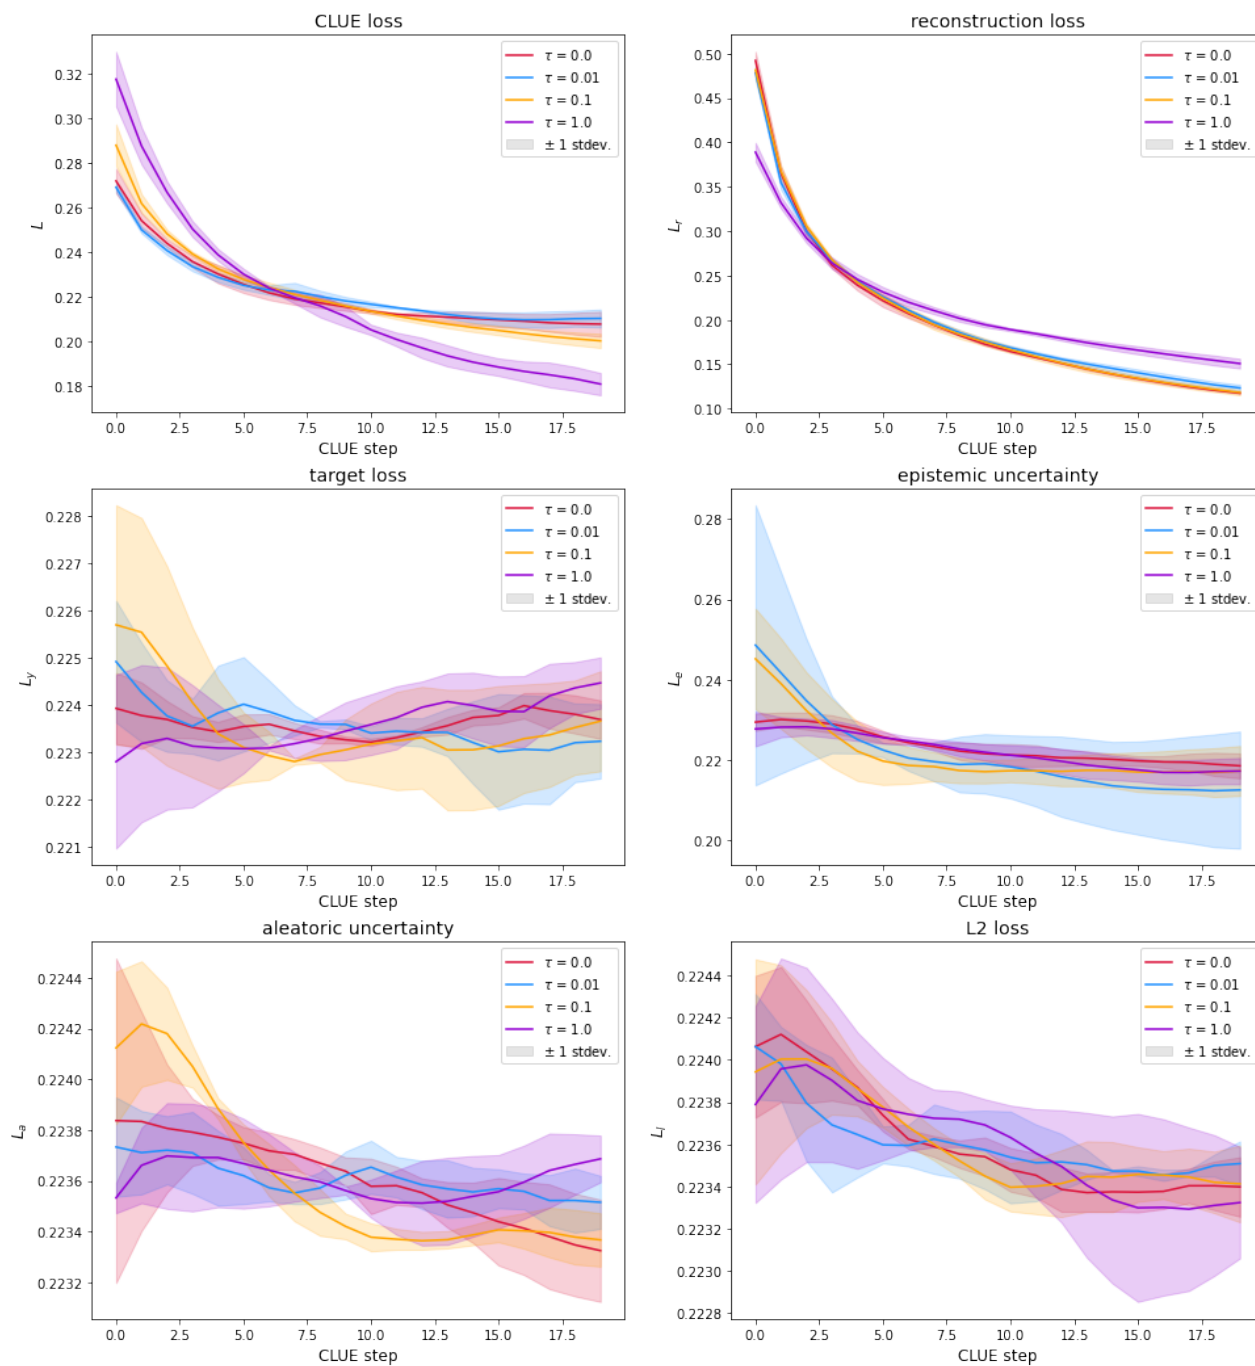 CLUE loss
L
0.32
0.30
0.28
0.26
0.24
0.22
0.20
0.18
0.0 2.5 5.0 7.5 10.0 12.5 15.0 17.5
CLUE step
τ = 0.0
τ = 0.01
τ = 0.1
τ = 1.0
± 1 stdev.
reconstruction loss
L_r
0.50
0.45
0.40
0.35
0.30
0.25
0.20
0.15
0.10
0.0 2.5 5.0 7.5 10.0 12.5 15.0 17.5
CLUE step
τ = 0.0
τ = 0.01
τ = 0.1
τ = 1.0
± 1 stdev.
target loss
L_y
0.228
0.227
0.226
0.225
0.224
0.223
0.222
0.221
0.0 2.5 5.0 7.5 10.0 12.5 15.0 17.5
CLUE step
τ = 0.0
τ = 0.01
τ = 0.1
τ = 1.0
± 1 stdev.
epistemic uncertainty
L_e
0.28
0.26
0.24
0.22
0.20
0.0 2.5 5.0 7.5 10.0 12.5 15.0 17.5
CLUE step
τ = 0.0
τ = 0.01
τ = 0.1
τ = 1.0
± 1 stdev.
aleatoric uncertainty
L_a
0.2244
0.2242
0.2240
0.2238
0.2236
0.2234
0.2232
0.0 2.5 5.0 7.5 10.0 12.5 15.0 17.5
CLUE step
τ = 0.0
τ = 0.01
τ = 0.1
τ = 1.0
± 1 stdev.
L2 loss
L_l
0.2244
0.2242
0.2240
0.2238
0.2236
0.2234
0.2232
0.2230
0.2228
0.0 2.5 5.0 7.5 10.0 12.5 15.0 17.5
CLUE step
τ = 0.0
τ = 0.01
τ = 0.1
τ = 1.0
± 1 stdev.